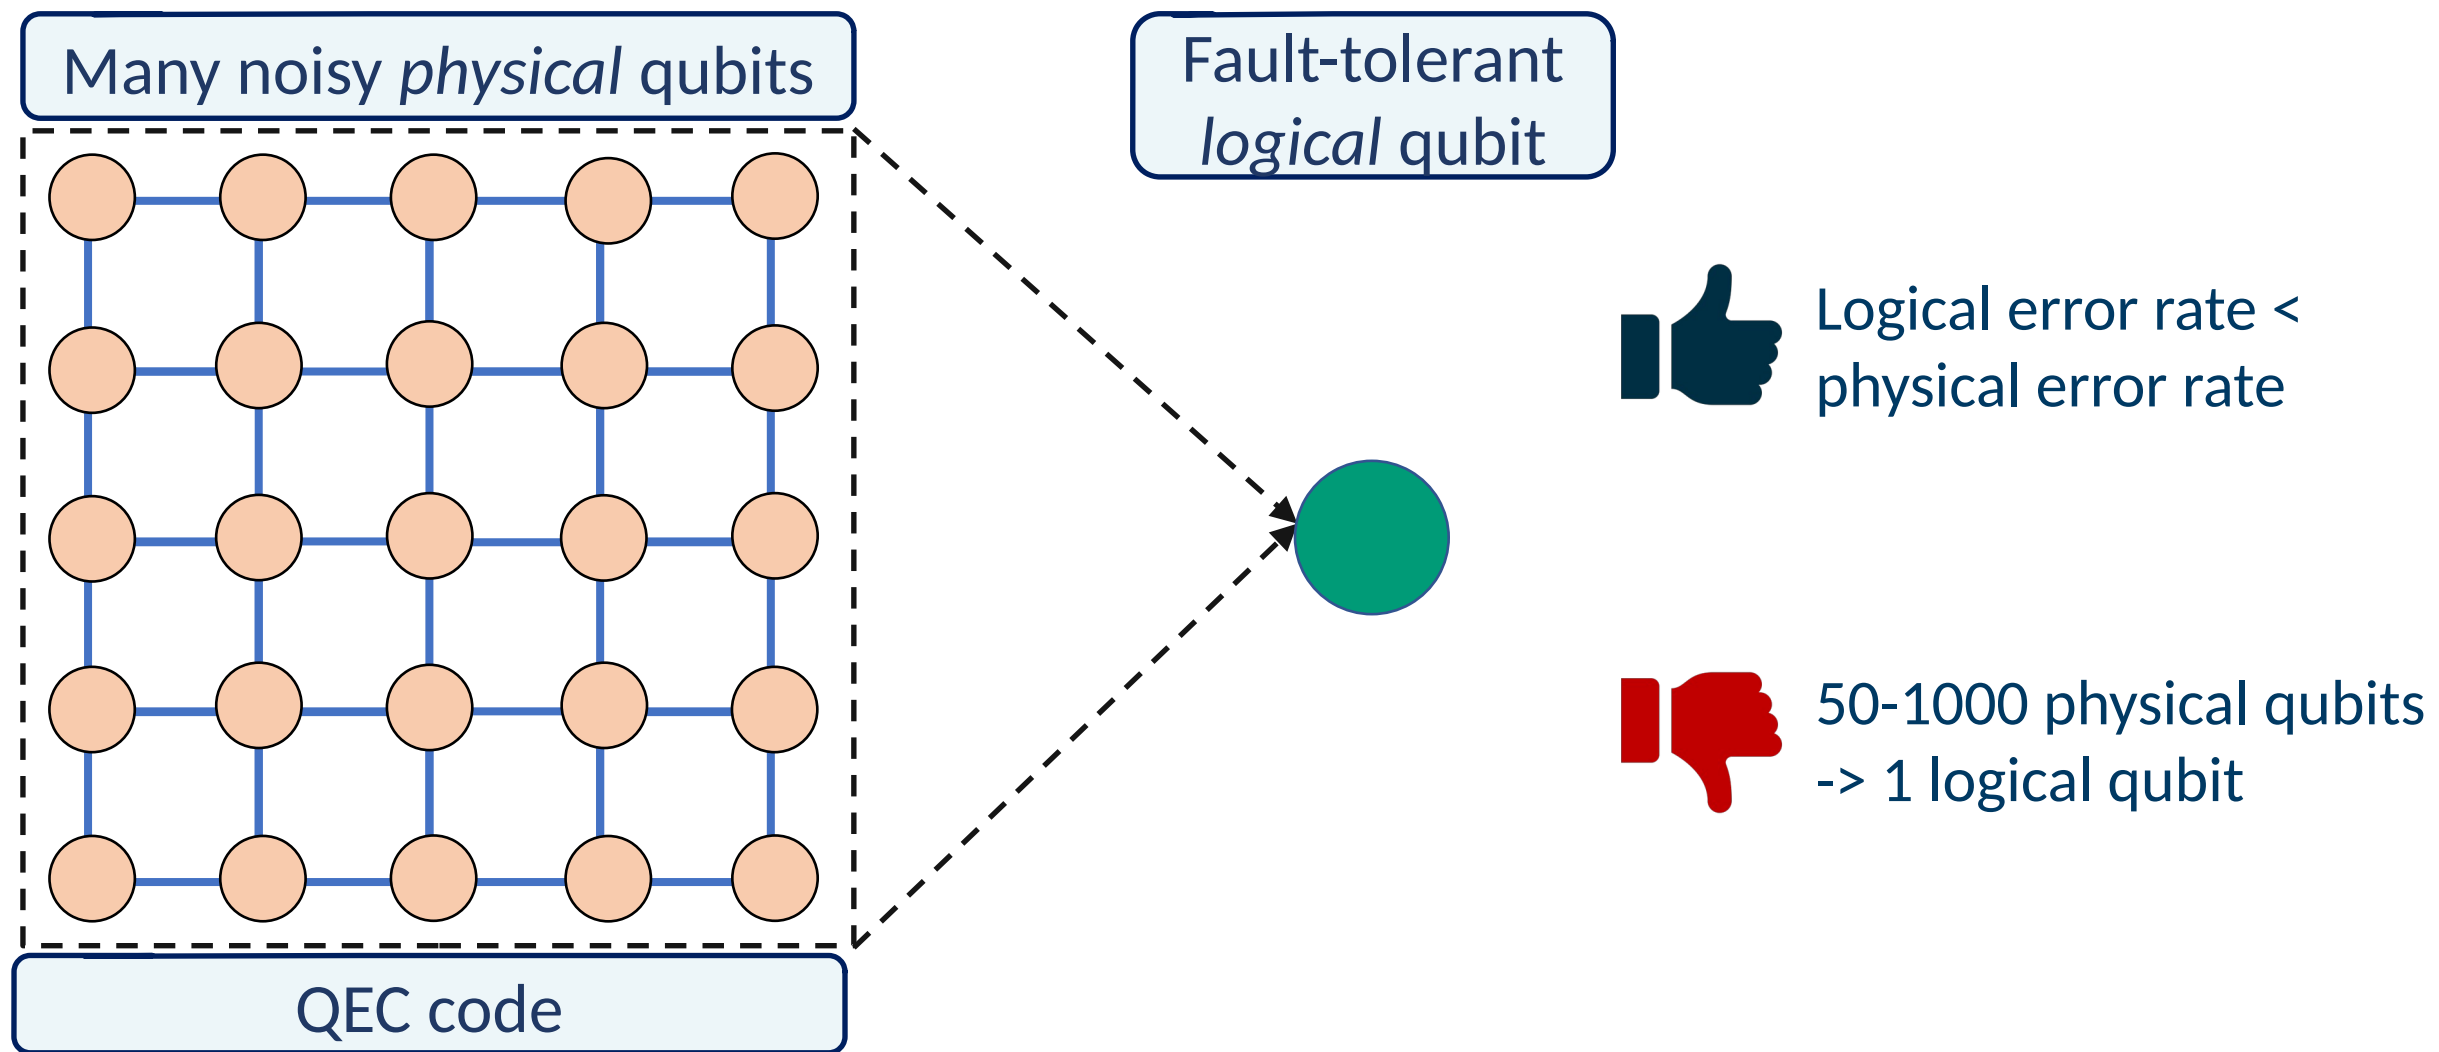 Many noisy physical qubits
Fault-tolerant
logical qubit
Logical error rate <
physical error rate
50-1000 physical qubits
-> 1 logical qubit
QEC code